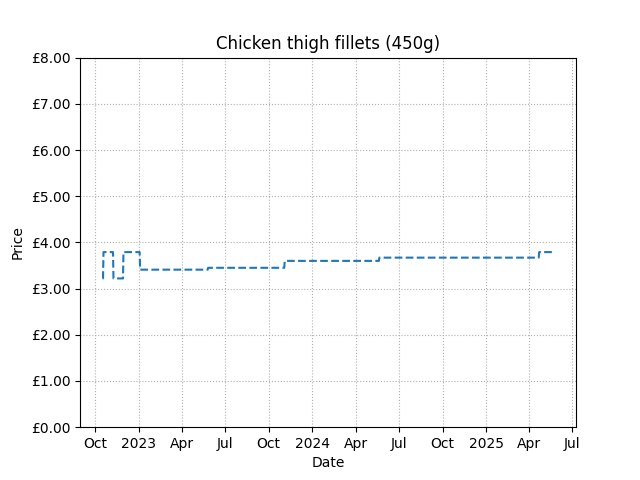 Chicken thigh fillets (450g)
£8.00
£7.00
£6.00
£5.00
£4.00
£3.00
£2.00
£1.00
£0.00
Price
Oct 2023 Apr Jul Oct 2024 Apr Jul Oct 2025 Apr Jul
Date